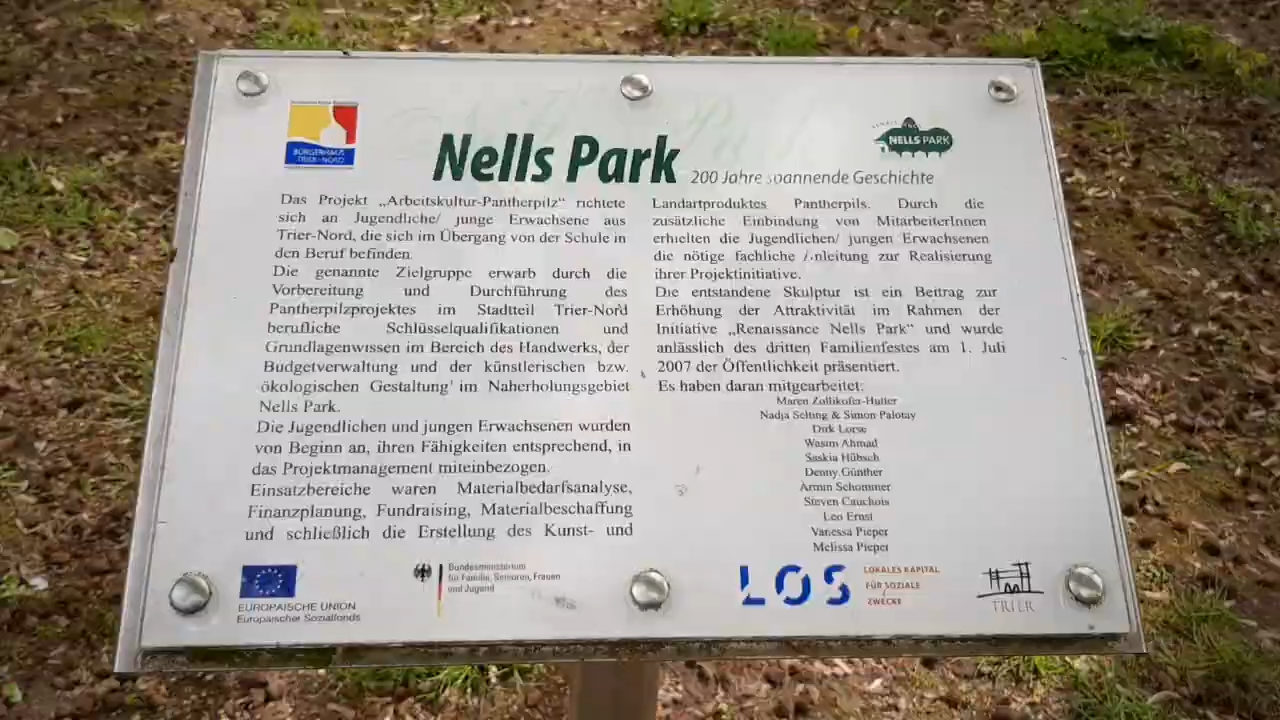 BÜRGERHAUS
TRIER-NORD
Nells Park
200 Jahre spannende Geschichte
NELLS PARK
Das Projekt „Arbeitskultur-Pantherpilz“ richtete
sich an Jugendliche/ junge Erwachsene aus
Trier-Nord, die sich im Übergang von der Schule in
den Beruf befinden.
Die genannte Zielgruppe erwarb durch die
Vorbereitung und Durchführung des
Pantherpilzprojektes im Stadtteil Trier-Nord
berufliche Schlüsselqualifikationen und
Grundlagenwissen im Bereich des Handwerks, der
Budgetverwaltung und der künstlerischen bzw.
ökologischen Gestaltung im Naherholungsgebiet
Nells Park.
Die Jugendlichen und jungen Erwachsenen wurden
von Beginn an, ihren Fähigkeiten entsprechend, in
das Projektmanagement miteinbezogen.
Einsatzbereiche waren Materialbedarfsanalyse,
Finanzplanung, Fundraising, Materialbeschaffung
und schließlich die Erstellung des Kunst- und
Landartproduktes Pantherpils. Durch die
zusätzliche Einbindung von MitarbeiterInnen
erhielten die Jugendlichen/ jungen Erwachsenen
die nötige fachliche Anleitung zur Realisierung
ihrer Projektinitiative.
Die entstandene Skulptur ist ein Beitrag zur
Erhöhung der Attraktivität im Rahmen der
Initiative „Renaissance Nells Park“ und wurde
anlässlich des dritten Familienfestes am 1. Juli
2007 der Öffentlichkeit präsentiert.
Es haben daran mitgearbeitet:
Maren Zollikofer-Hutter
Nadja Selting & Simon Palotay
Dirk Lorse
Wasim Ahmad
Saskia Hübsch
Denny Günther
Armin Schommer
Steven Cauchois
Leo Ernst
Vanessa Pieper
Melissa Pieper
EUROPÄISCHE UNION
Europäischer Sozialfonds
Bundesministerium
für Familie, Senioren, Frauen
und Jugend
LOS
LOKALES KAPITAL
FÜR SOZIALE
ZWECKE
TRIER